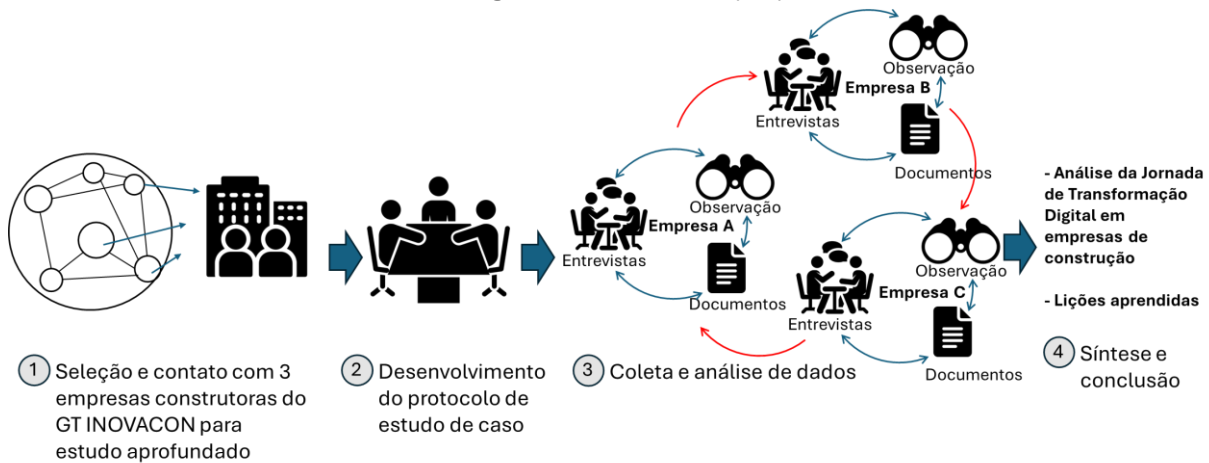 Observação
Empresa B
Entrevistas
Documentos
Observação
Empresa A
Entrevistas
Documentos
Observação
Empresa C
Entrevistas
Documentos
- Análise da Jornada
de Transformação
Digital em
empresas de
construção
- Lições aprendidas
1 Seleção e contato com 3
empresas construtoras do
GT INOVACON para
estudo aprofundado
2 Desenvolvimento
do protocolo de
estudo de caso
3 Coleta e análise de dados
4 Síntese e
conclusão